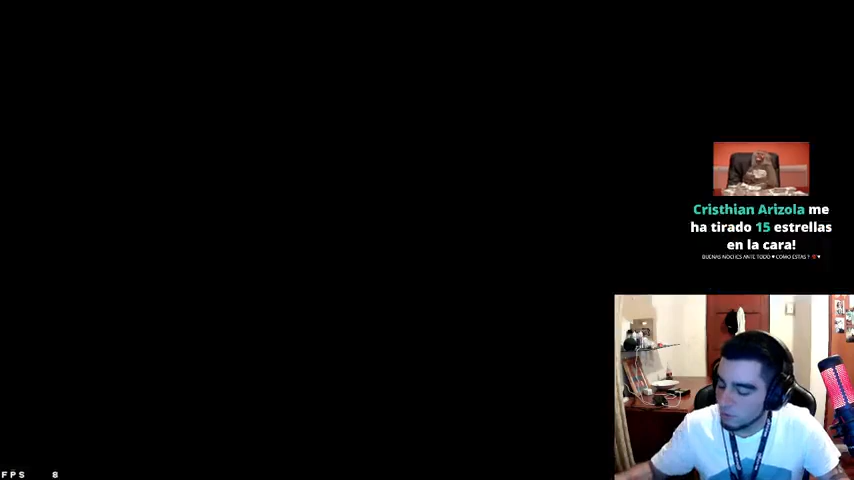 Cristhian Arizola me
ha tirado 15 estrellas
en la cara!
BUENAS NOCHES ANTE TODO ♥ COMO ESTAS ? ♥
FPS 8